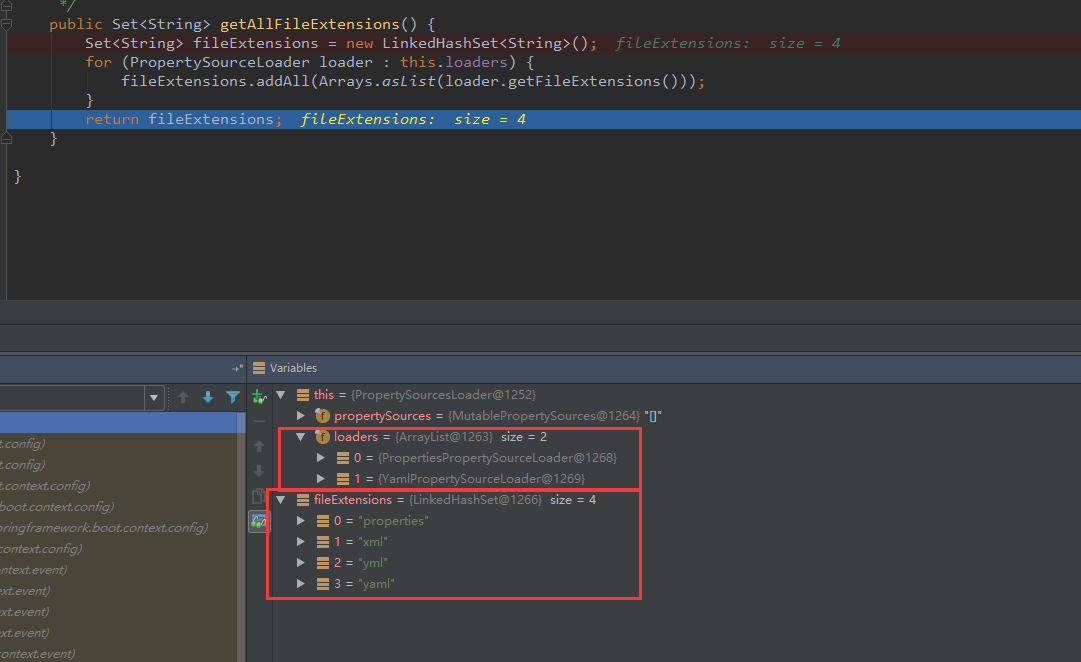 */
public Set<String> getAllFileExtensions() {
Set<String> fileExtensions = new LinkedHashSet<String>(); fileExtensions: size = 4
for (PropertySourceLoader loader : this.loaders) {
fileExtensions.addAll(Arrays.asList(loader.getFileExtensions()));
}
return fileExtensions; fileExtensions: size = 4
}
}
Variables
this = {PropertySourcesLoader@1252}
propertySources = {MutablePropertySources@1264} "[]"
loaders = {ArrayList@1263} size = 2
0 = {PropertiesPropertySourceLoader@1268}
1 = {YamlPropertySourceLoader@1269}
fileExtensions = {LinkedHashSet@1266} size = 4
0 = "properties"
1 = "xml"
2 = "yml"
3 = "yaml"
t.config)
t.config)
t.context.config)
boot.context.config)
ringframework.boot.context.config)
context.config)
ntext.event)
xt.event)
xt.event)
xt.event)
context.event)